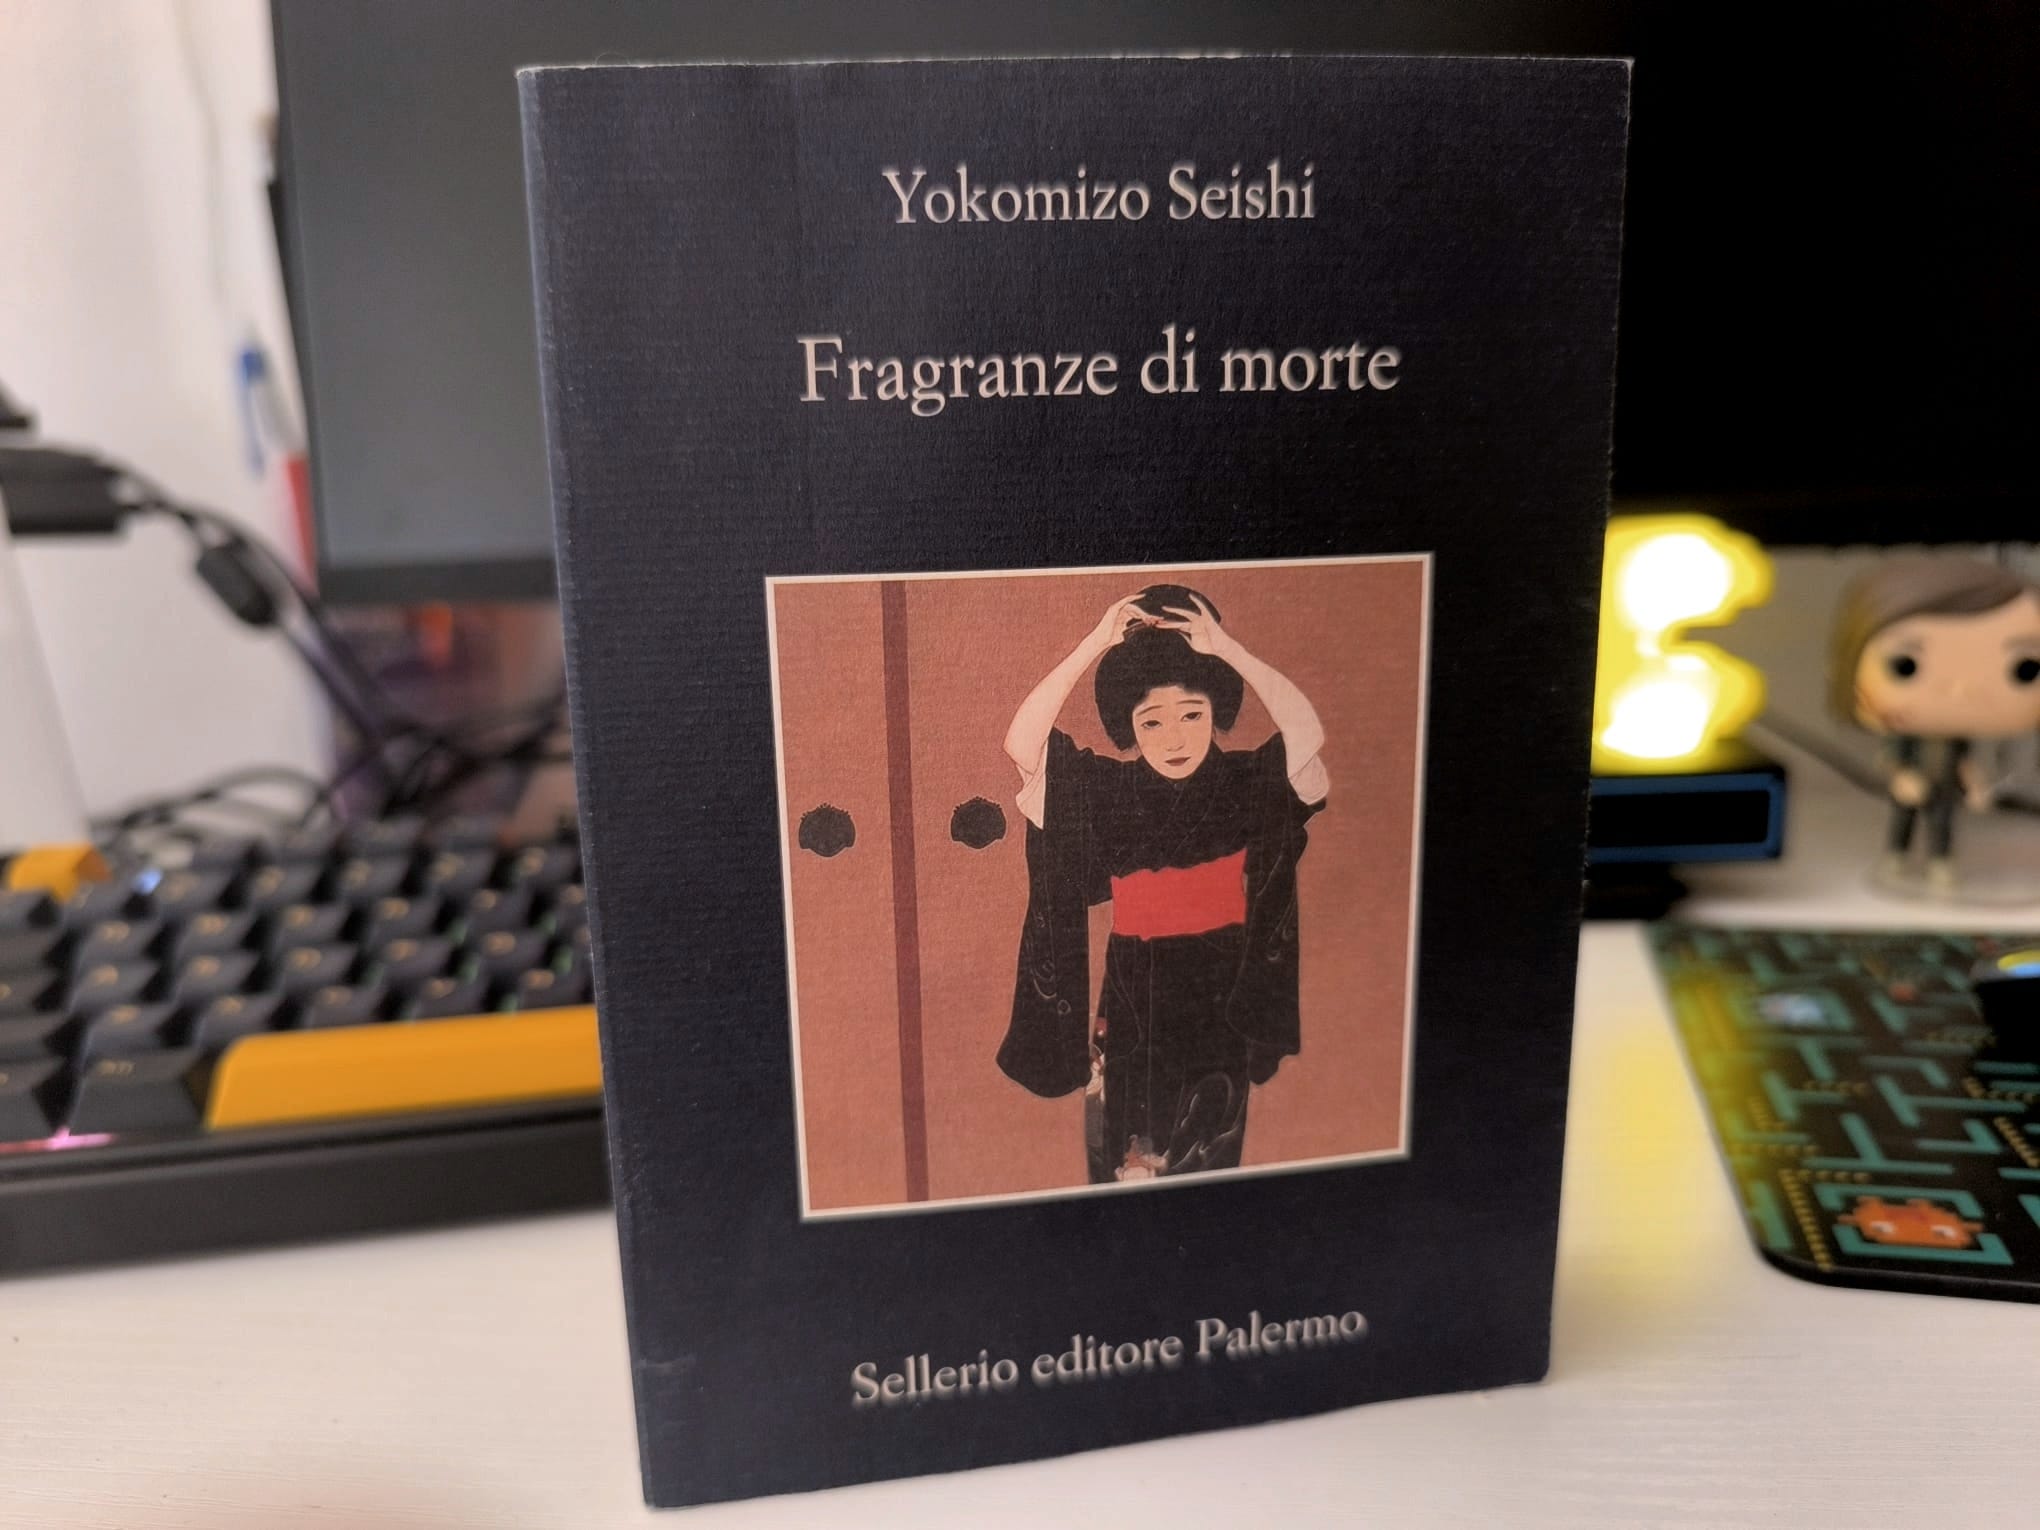 Yokomizo Seishi
Fragranze di morte
Sellerio editore Palermo